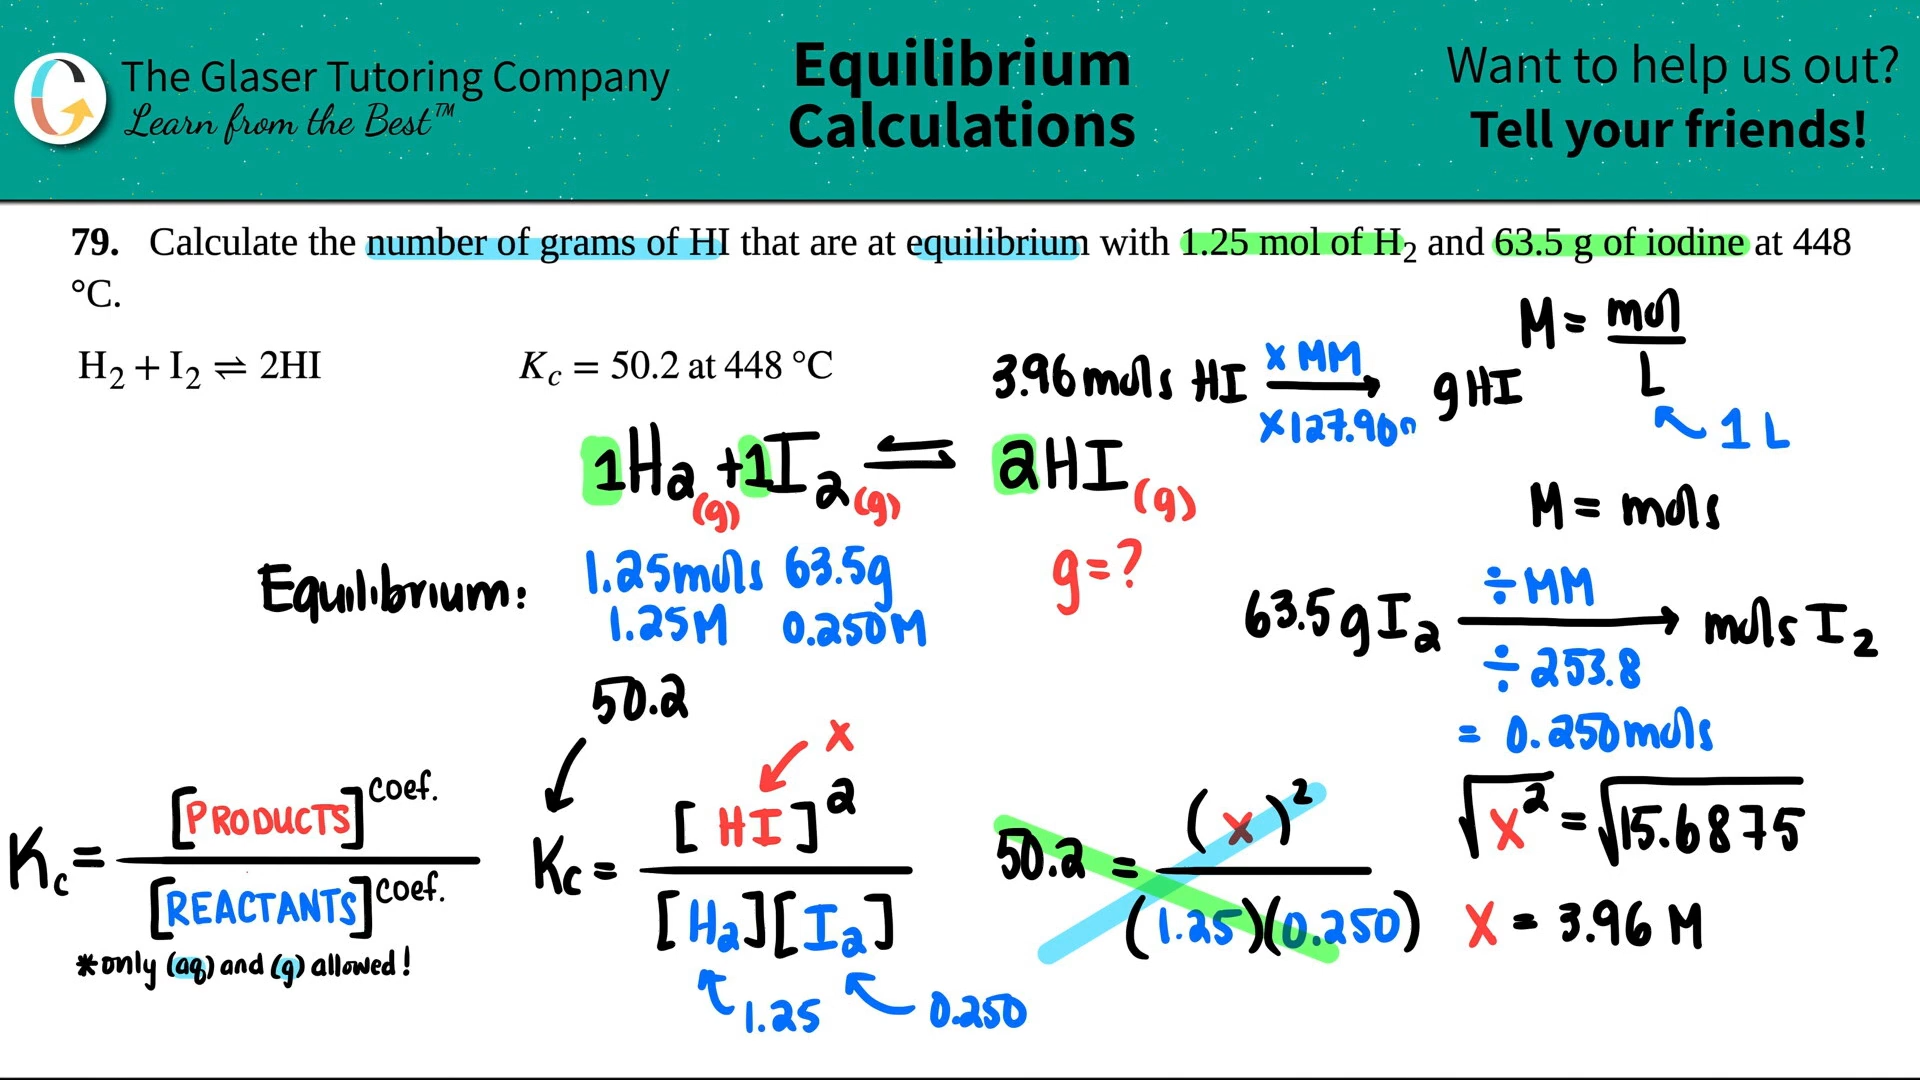 The Glaser Tutoring Company
Learn from the Best™
Equilibrium
Calculations
Want to help us out?
Tell your friends!
79. Calculate the number of grams of HI that are at equilibrium with 1.25 mol of H₂ and 63.5 g of iodine at 448
°C.
H₂ + I₂ ⇌ 2HI
K꜀ = 50.2 at 448 °C
3.96 mols HI
x MM
x 127.90
g HI
M = mol / L
1 L
1H₂(g) + 1I₂(g) ⇌ 2HI(g)
M = mols
Equilibrium:
1.25 mols 63.5g
1.25M 0.250M
g = ?
63.5g I₂
÷ MM
÷ 253.8
mols I₂
= 0.250 mols
50.2
x
Kc = [PRODUCTS]^coef. / [REACTANTS]^coef.
*only (aq) and (g) allowed!
Kc = [HI]² / [H₂][I₂]
1.25
0.250
50.2 = (x)² / (1.25)(0.250)
√x² = √15.6875
x = 3.96 M